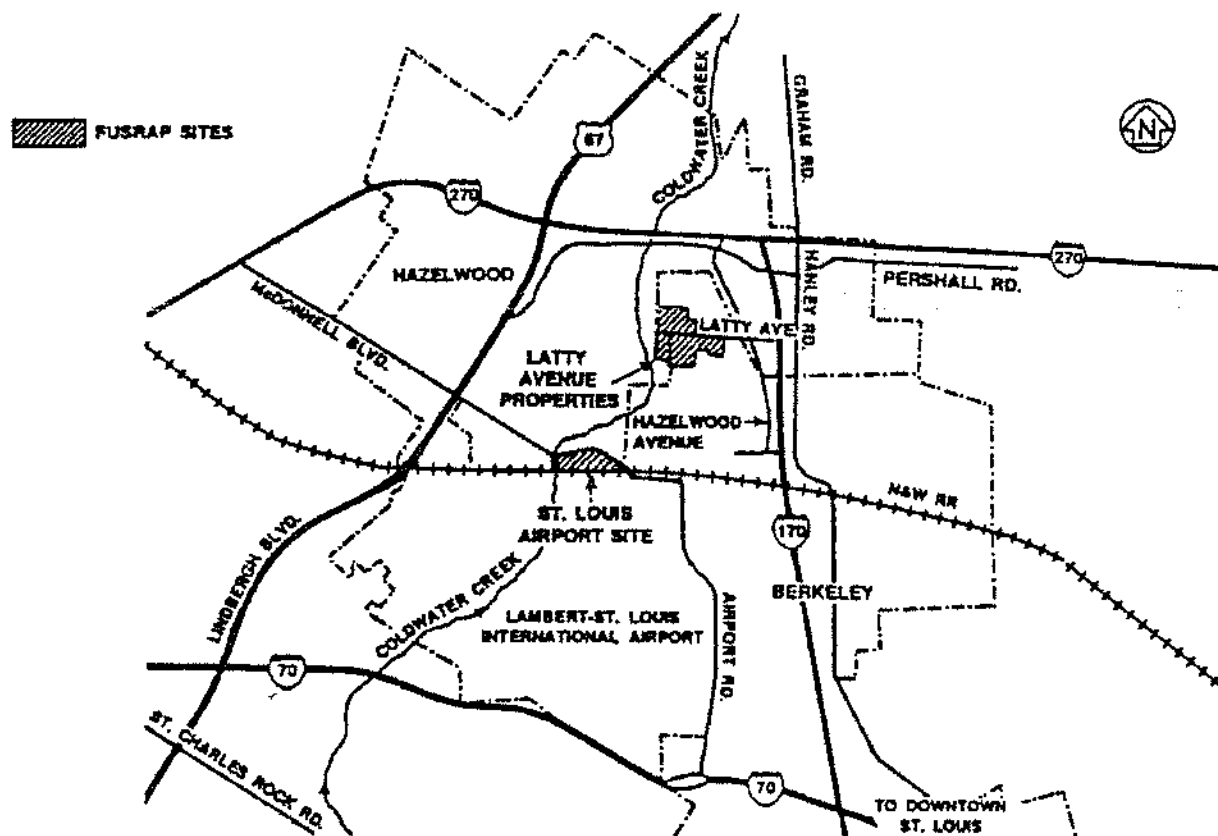 FUSRAP SITES
N
67
COLDWATER CREEK
GRAHAM RD.
270
HAZELWOOD
McDONNELL BLVD.
HANLEY RD.
270
PERSHALL RD.
LATTY AVE
LATTY
AVENUE
PROPERTIES
HAZELWOOD
AVENUE
N&W RR
ST. LOUIS
AIRPORT SITE
170
LINDBERGH BLVD.
COLDWATER CREEK
BERKELEY
LAMBERT-ST. LOUIS
INTERNATIONAL AIRPORT
AIRPORT RD.
70
ST. CHARLES ROCK RD.
70
TO DOWNTOWN
ST. LOUIS